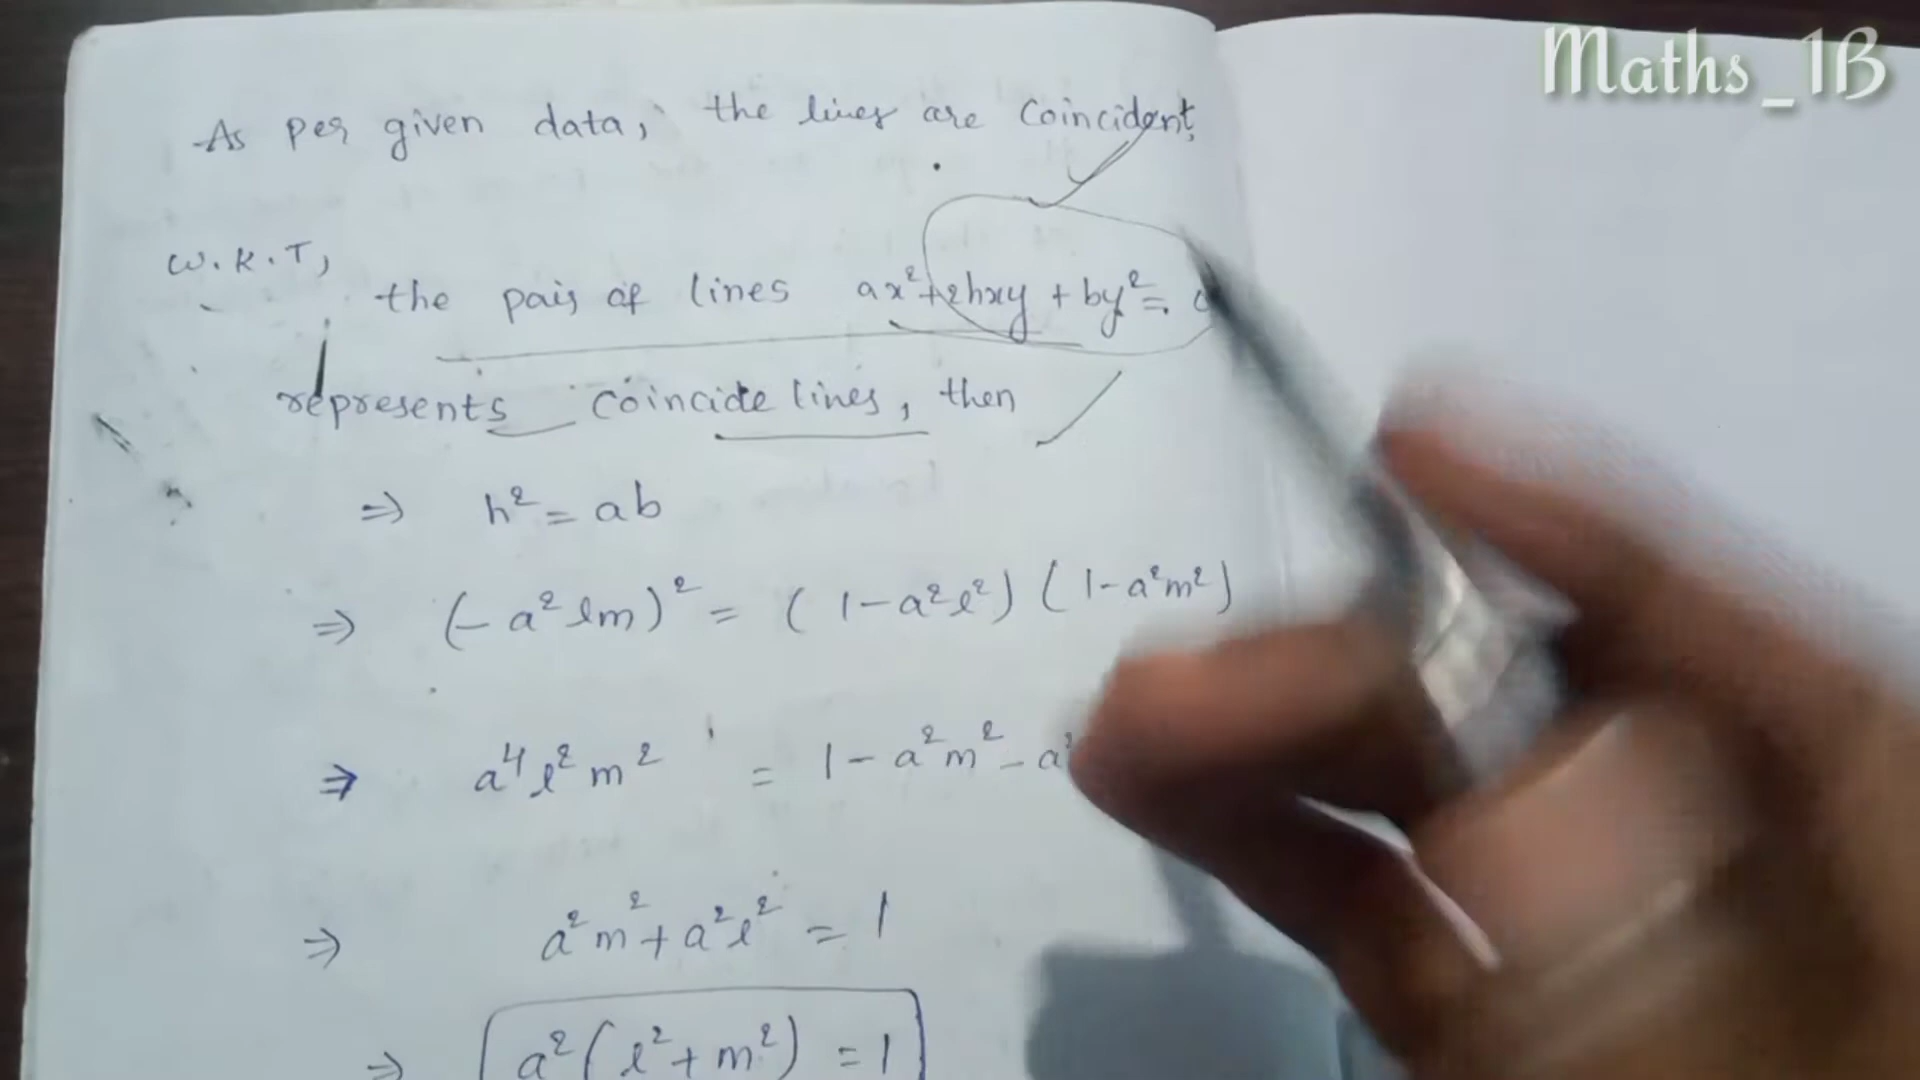 Maths_1B
As per given data, the lines are Coincident,
W.K.T,
the pair of lines ax²+2hxy + by² = 0
represents coincide lines, then
⇒ h² = ab
⇒ (-a²lm)² = (1-a²l²) (1-a²m²)
⇒ a⁴l²m² = 1-a²m²-a²
⇒ a²m²+a²l² = 1
⇒ a²(l²+m²) = 1